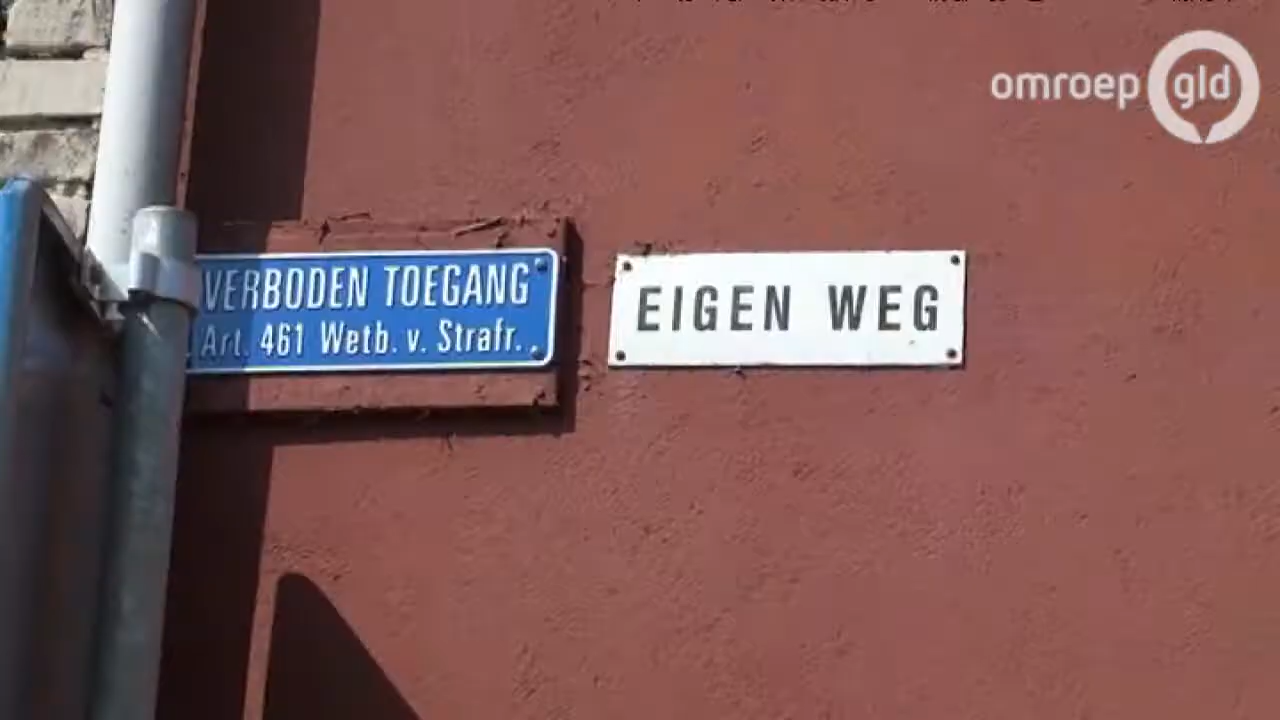 omroep gld
VERBODEN TOEGANG
Art. 461 Wetb. v. Strafr.
EIGEN WEG